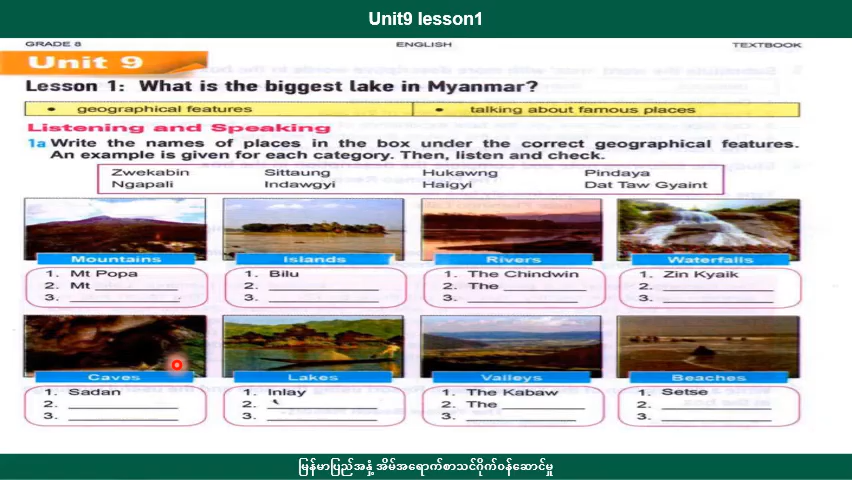 Unit9 lesson1
GRADE 8 ENGLISH TEXTBOOK
Unit 9
Lesson 1: What is the biggest lake in Myanmar?
• geographical features • talking about famous places
Listening and Speaking
1a Write the names of places in the box under the correct geographical features.
An example is given for each category. Then, listen and check.
Zwekabin Sittaung Hukawng Pindaya
Ngapali Indawgyi Haigyi Dat Taw Gyaint
Mountains Islands Rivers Waterfalls
1. Mt Popa 1. Bilu 1. The Chindwin 1. Zin Kyaik
2. Mt 2. 2. The 2.
3. 3. 3. 3.
Caves Lakes Valleys Beaches
1. Sadan 1. Inlay 1. The Kabaw 1. Setse
2. 2. 2. The 2.
3. 3. 3. 3.
မြန်မာပြည်အနှံ့ အိမ်အရောက်စာသင်ဂိုက်ဝန်ဆောင်မှု